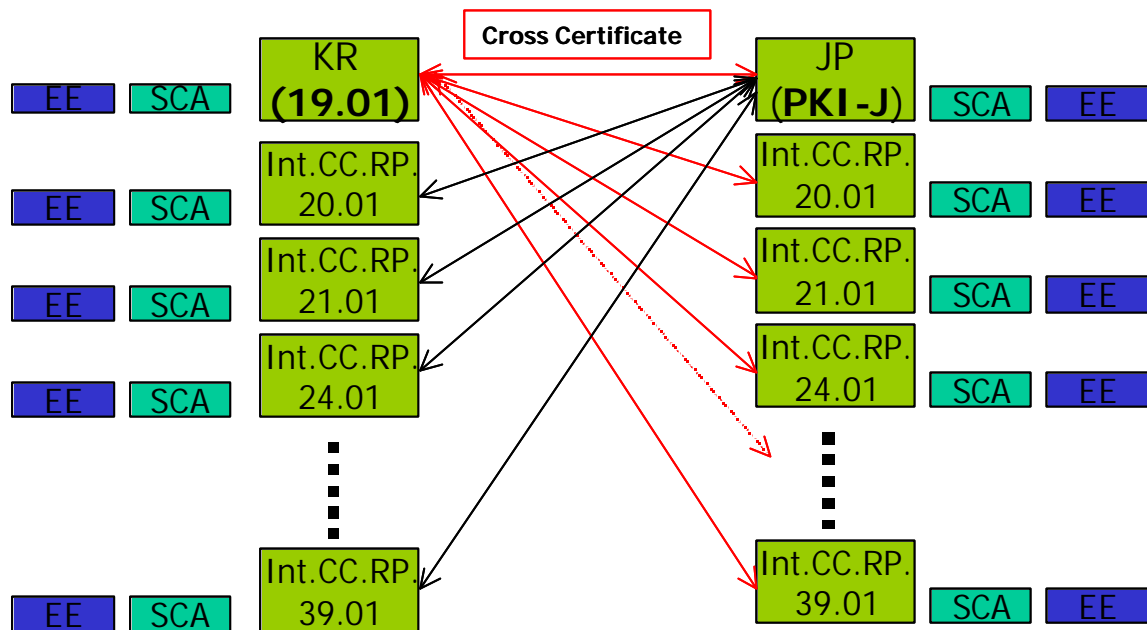 Cross Certificate
EE
SCA
KR
(19.01)
JP
(PKI-J)
SCA
EE
EE
SCA
Int.CC.RP.
20.01
Int.CC.RP.
20.01
SCA
EE
EE
SCA
Int.CC.RP.
21.01
Int.CC.RP.
21.01
SCA
EE
EE
SCA
Int.CC.RP.
24.01
Int.CC.RP.
24.01
SCA
EE
EE
SCA
Int.CC.RP.
39.01
Int.CC.RP.
39.01
SCA
EE